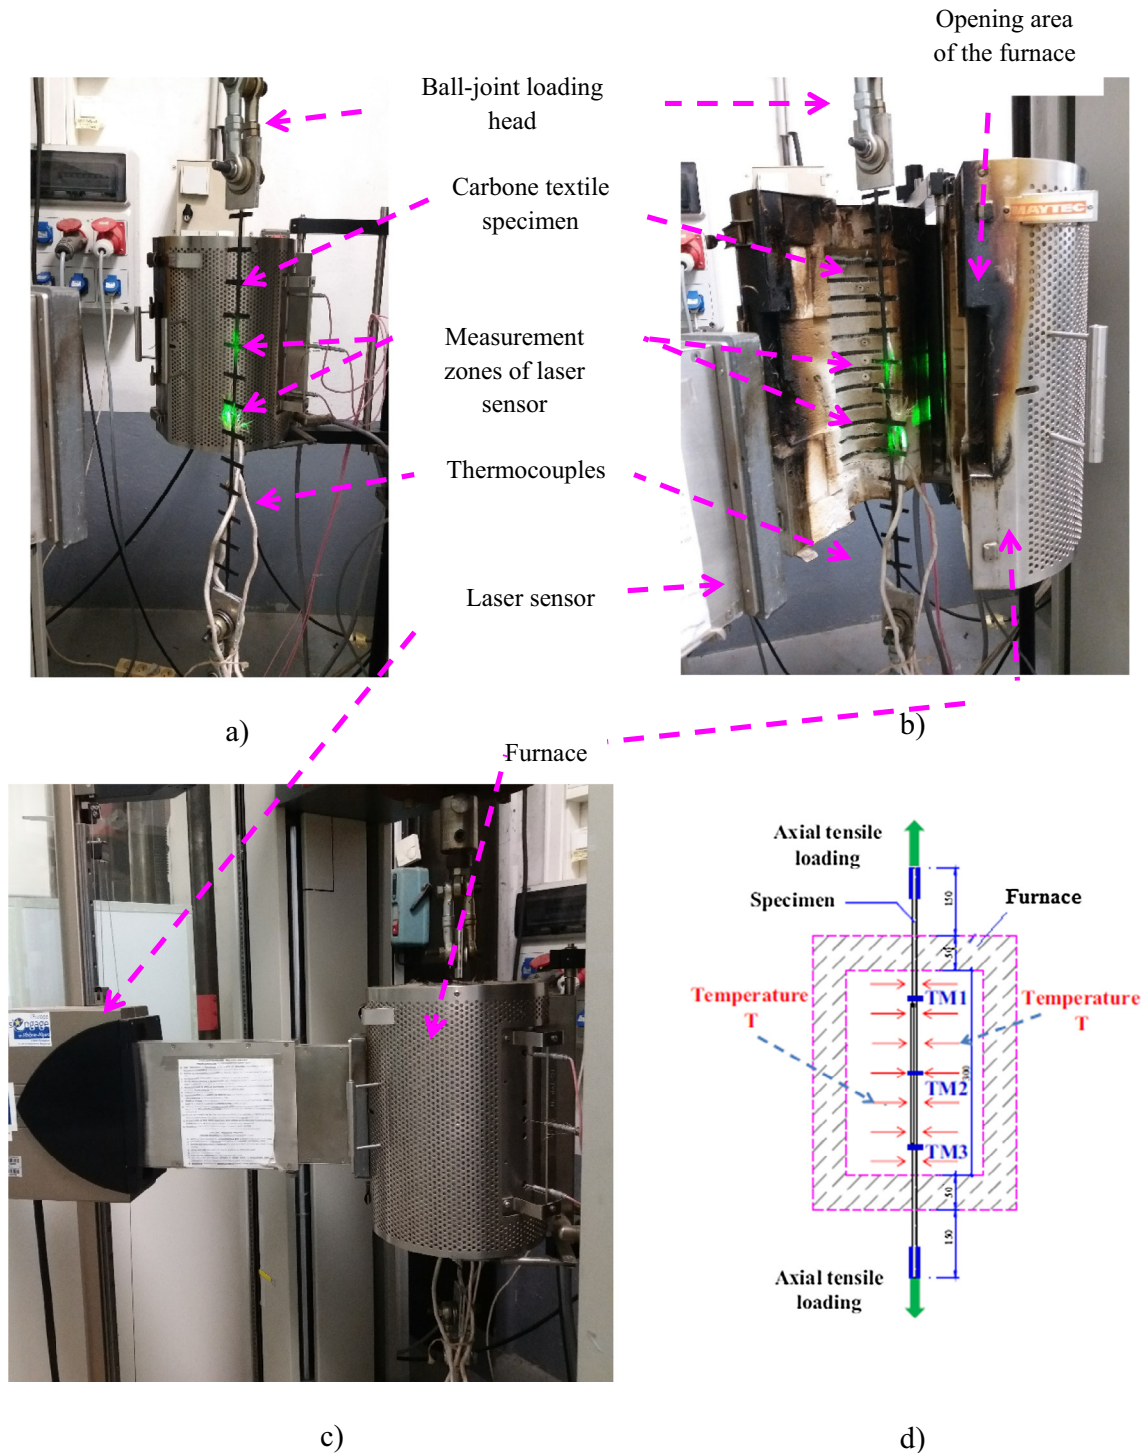 Opening area
of the furnace
Ball-joint loading
head
Carbone textile
specimen
MAYTEC
Measurement
zones of laser
sensor
Thermocouples
Laser sensor
a)
b)
Furnace
Axial tensile
loading
Specimen
Furnace
150
50
Temperature
T
TM1
Temperature
T
300
TM2
TM3
50
150
Axial tensile
loading
c)
d)